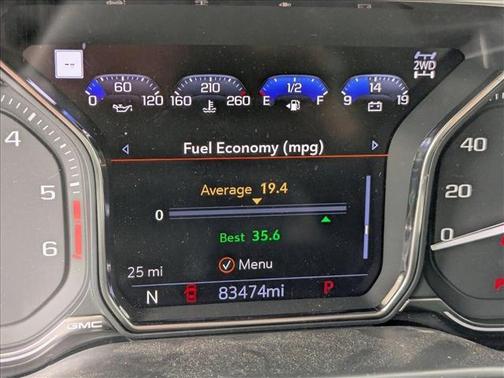 --
60 210 1/2 14 2WD
0 120 160 260 E F 9 19
Fuel Economy (mpg)
4 40
Average 19.4
5 20
0
6 Best 35.6 0
25 mi Menu
N 83474mi P
GMC